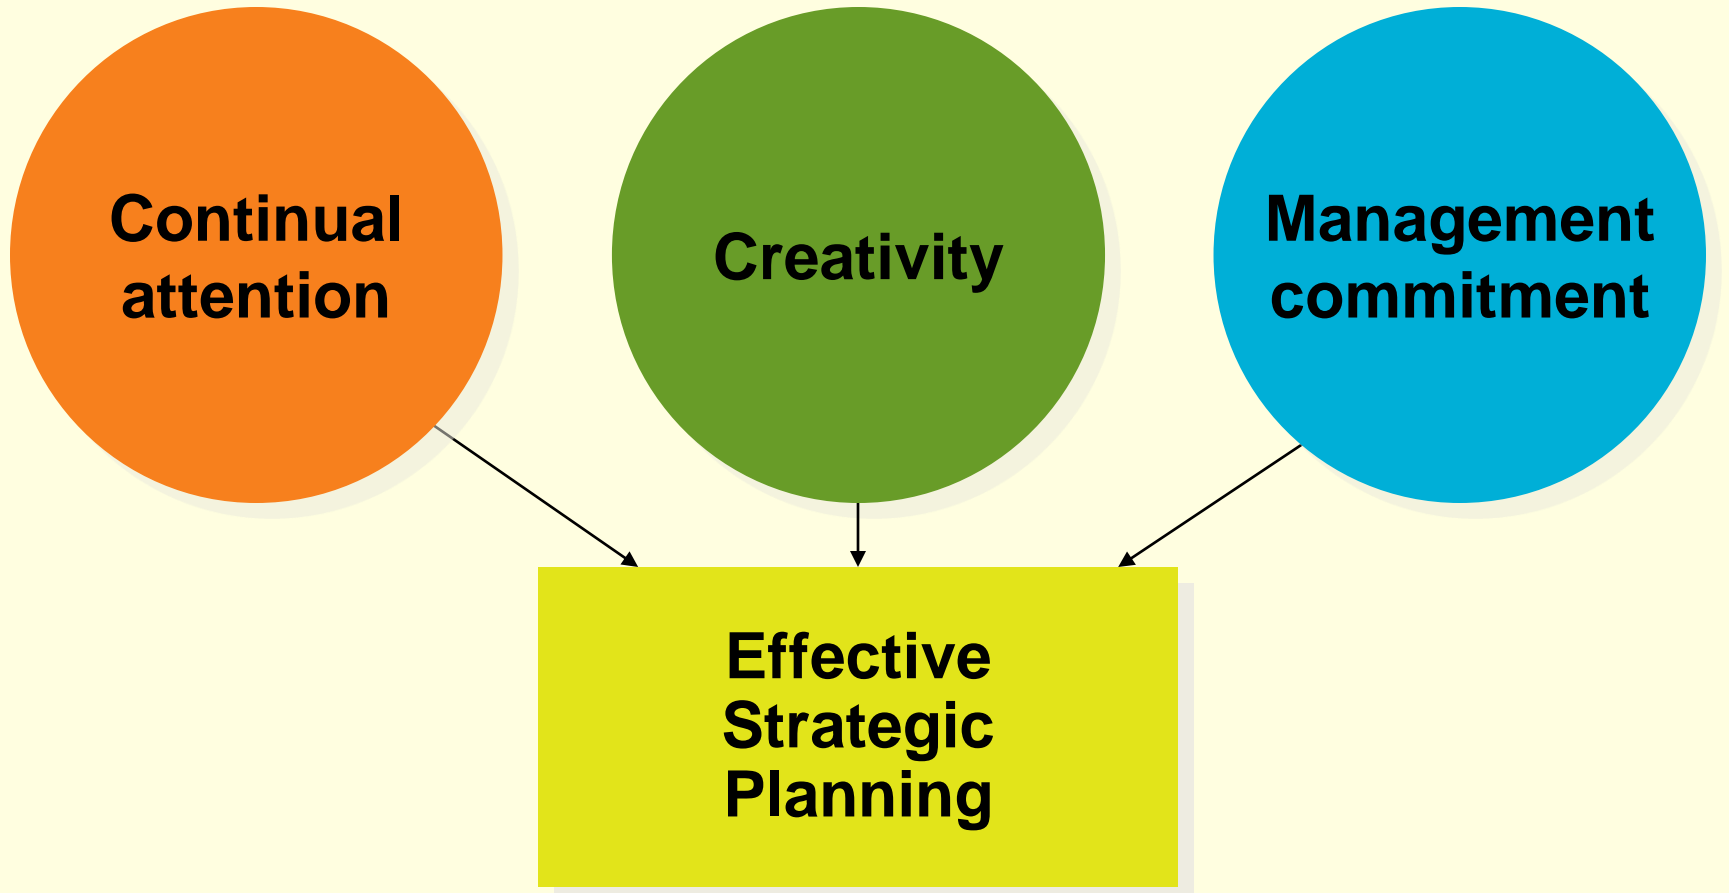 Continual
attention
Creativity
Management
commitment
Effective
Strategic
Planning